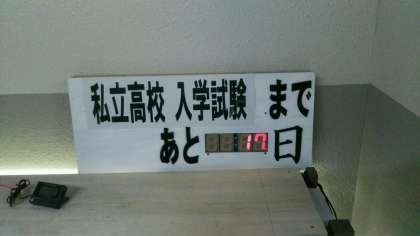 私立高校 入学試験 まで
あと 17 日